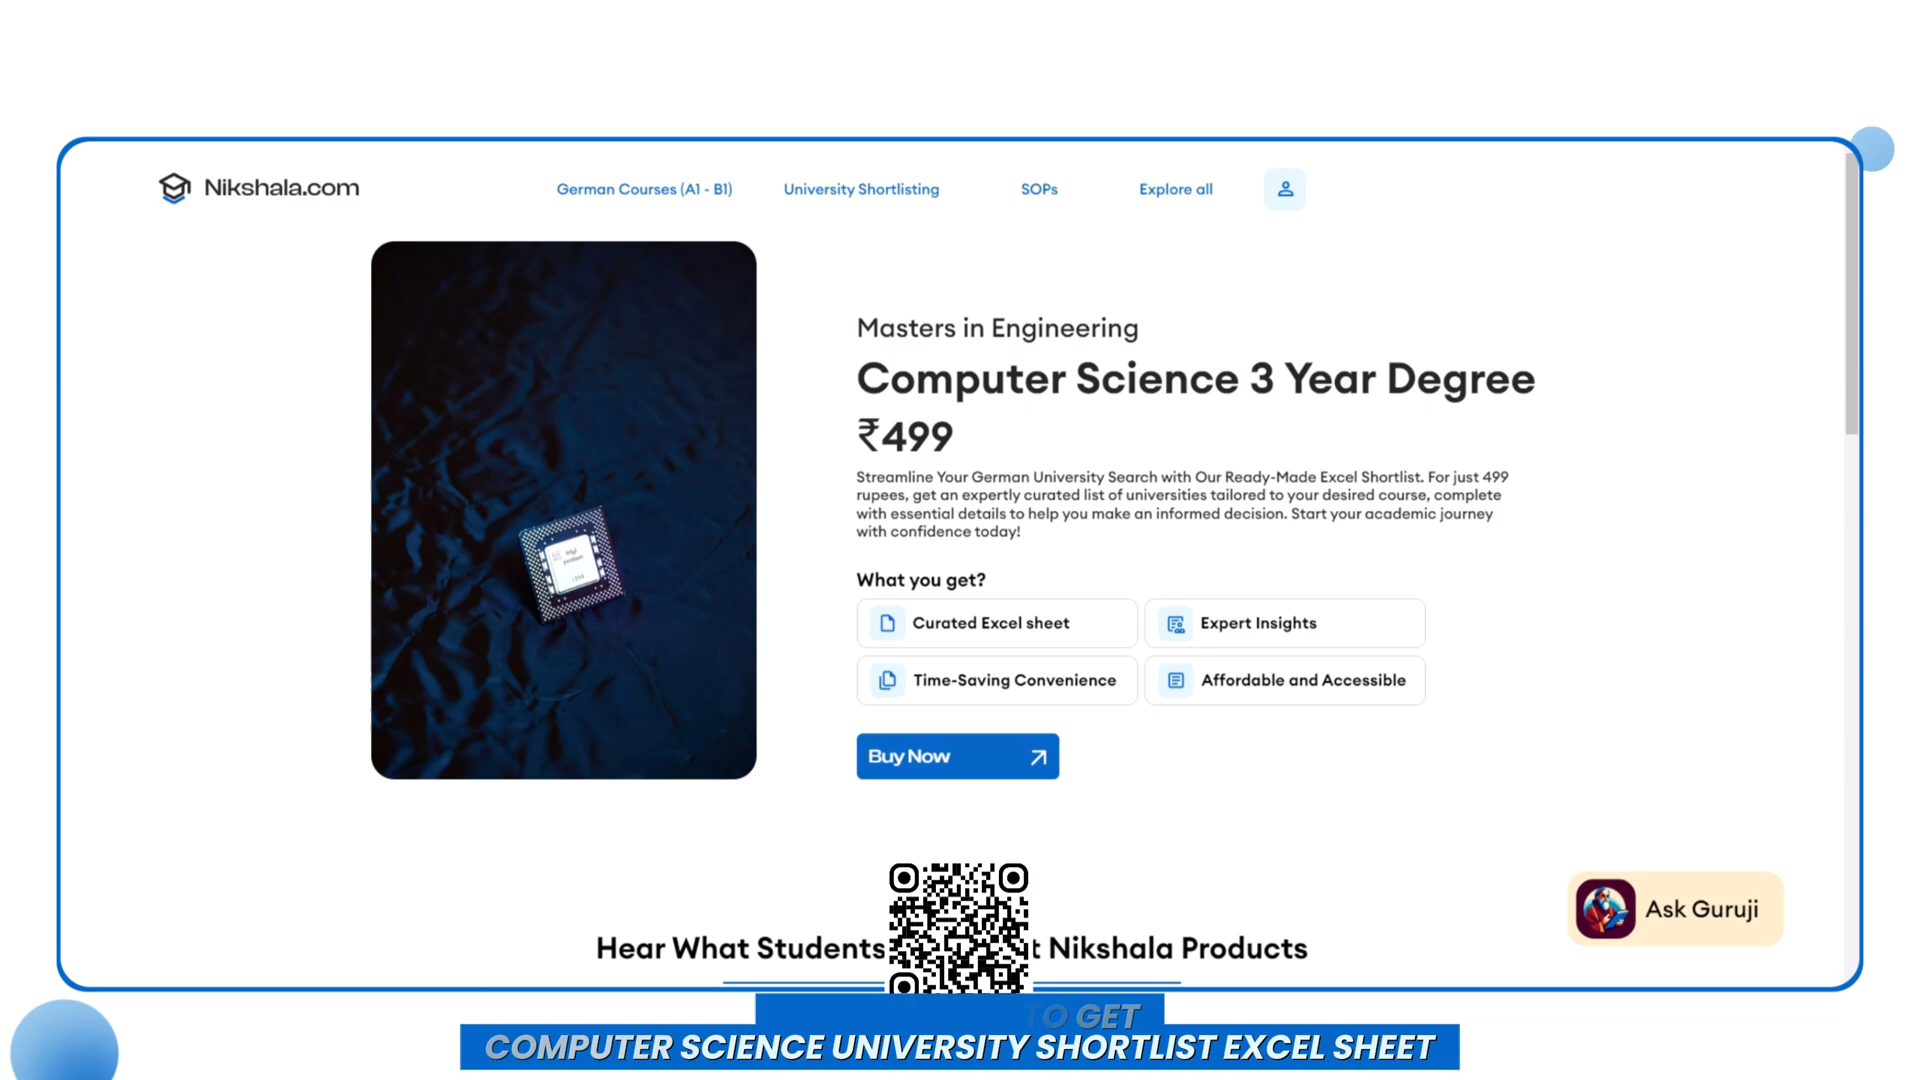 Nikshala.com
German Courses (A1 - B1)
University Shortlisting
SOPs
Explore all
Masters in Engineering
Computer Science 3 Year Degree
₹499
Streamline Your German University Search with Our Ready-Made Excel Shortlist. For just 499
rupees, get an expertly curated list of universities tailored to your desired course, complete
with essential details to help you make an informed decision. Start your academic journey
with confidence today!
What you get?
Curated Excel sheet
Expert Insights
Time-Saving Convenience
Affordable and Accessible
Buy Now
Ask Guruji
Hear What Students t Nikshala Products
TO GET
COMPUTER SCIENCE UNIVERSITY SHORTLIST EXCEL SHEET